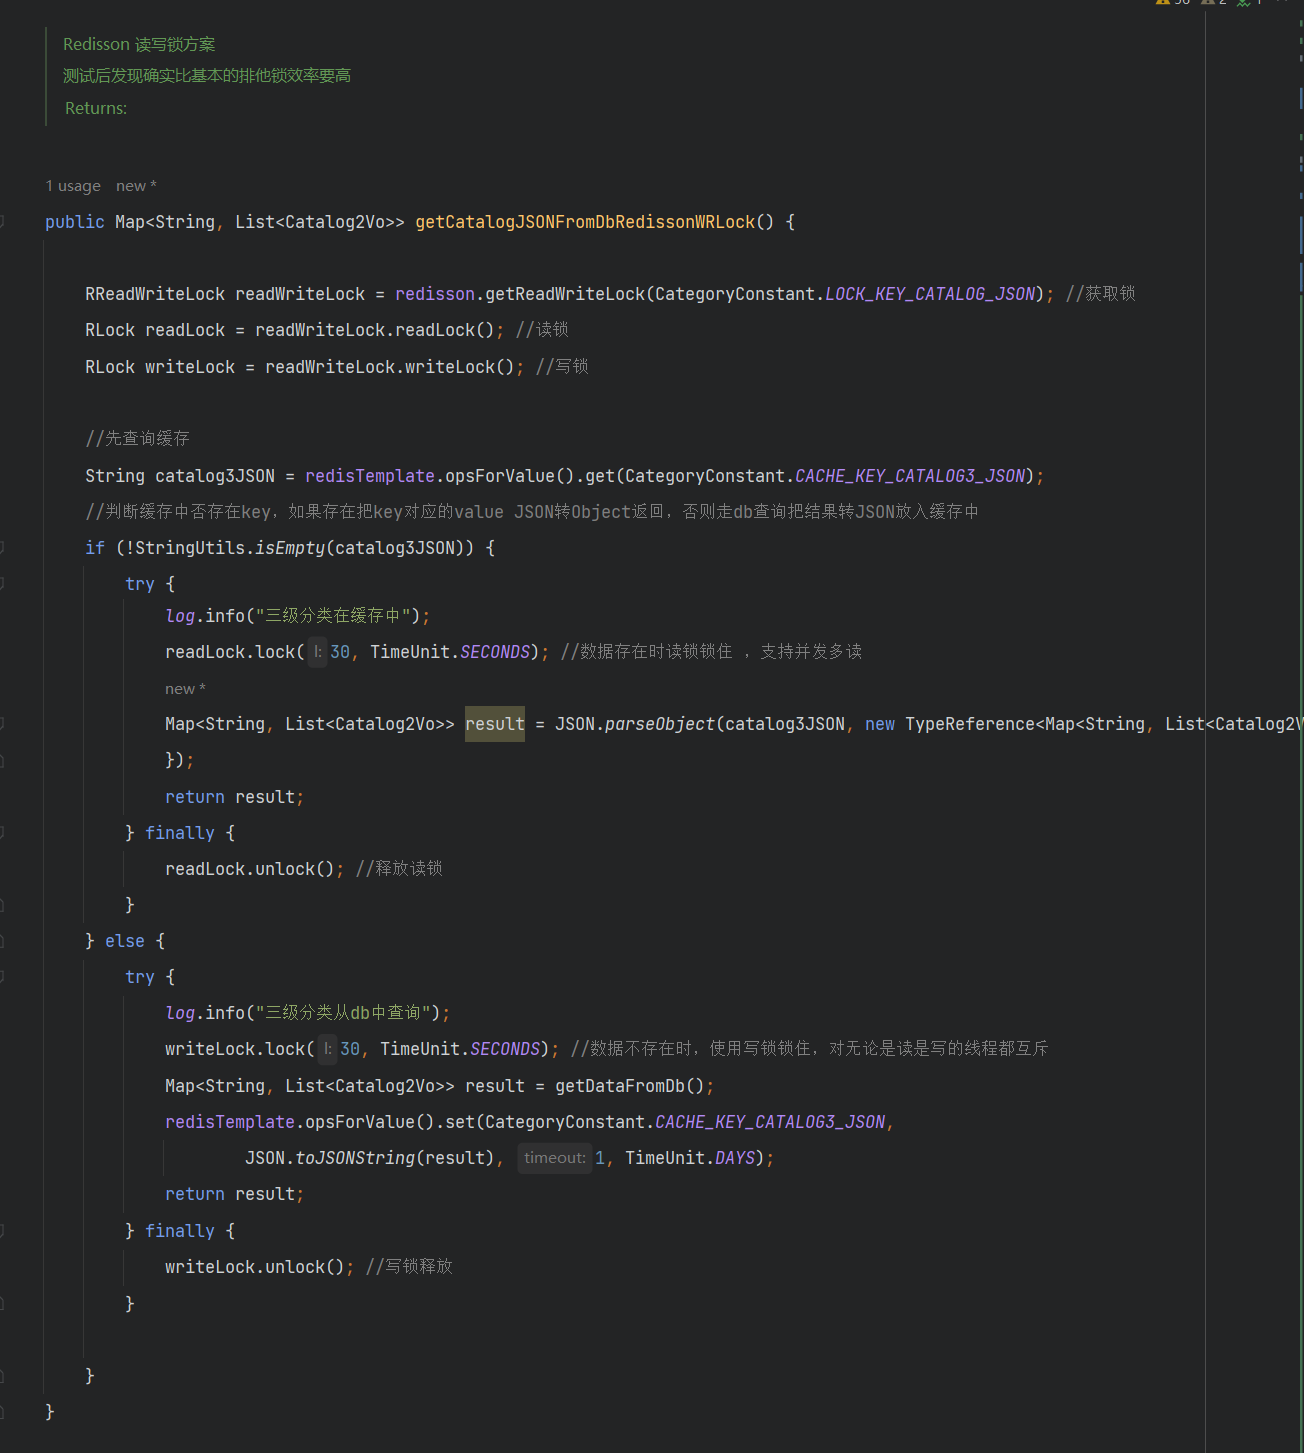 Redisson 读写锁方案
测试后发现确实比基本的排他锁效率要高
Returns:
1 usage new *
public Map<String, List<Catalog2Vo>> getCatalogJSONFromDbRedissonWRLock() {
RReadWriteLock readWriteLock = redisson.getReadWriteLock(CategoryConstant.LOCK_KEY_CATALOG_JSON); //获取锁
RLock readLock = readWriteLock.readLock(); //读锁
RLock writeLock = readWriteLock.writeLock(); //写锁
//先查询缓存
String catalog3JSON = redisTemplate.opsForValue().get(CategoryConstant.CACHE_KEY_CATALOG3_JSON);
//判断缓存中否存在key，如果存在把key对应的value JSON转Object返回，否则走db查询把结果转JSON放入缓存中
if (!StringUtils.isEmpty(catalog3JSON)) {
try {
log.info("三级分类在缓存中");
readLock.lock( l: 30, TimeUnit.SECONDS); //数据存在时读锁锁住 ，支持并发多读
new *
Map<String, List<Catalog2Vo>> result = JSON.parseObject(catalog3JSON, new TypeReference<Map<String, List<Catalog2V
});
return result;
} finally {
readLock.unlock(); //释放读锁
}
} else {
try {
log.info("三级分类从db中查询");
writeLock.lock( l: 30, TimeUnit.SECONDS); //数据不存在时，使用写锁锁住，对无论是读是写的线程都互斥
Map<String, List<Catalog2Vo>> result = getDataFromDb();
redisTemplate.opsForValue().set(CategoryConstant.CACHE_KEY_CATALOG3_JSON,
JSON.toJSONString(result), timeout: 1, TimeUnit.DAYS);
return result;
} finally {
writeLock.unlock(); //写锁释放
}
}
}